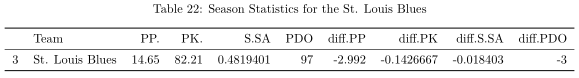 Table 22: Season Statistics for the St. Louis Blues
Team PP. PK. S.SA PDO diff.PP diff.PK diff.S.SA diff.PDO
3 St. Louis Blues 14.65 82.21 0.4819401 97 -2.992 -0.1426667 -0.018403 -3